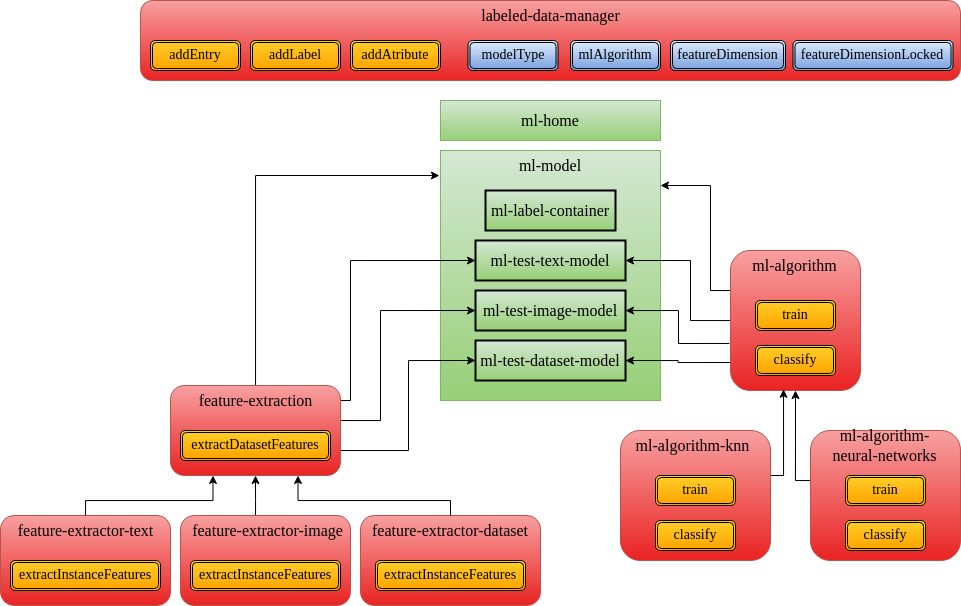 labeled-data-manager
addEntry
addLabel
addAtribute
modelType
mlAlgorithm
featureDimension
featureDimensionLocked
ml-home
ml-model
ml-label-container
ml-test-text-model
ml-test-image-model
ml-test-dataset-model
ml-algorithm
train
classify
feature-extraction
extractDatasetFeatures
ml-algorithm-knn
train
classify
ml-algorithm-
neural-networks
train
classify
feature-extractor-text
extractInstanceFeatures
feature-extractor-image
extractInstanceFeatures
feature-extractor-dataset
extractInstanceFeatures